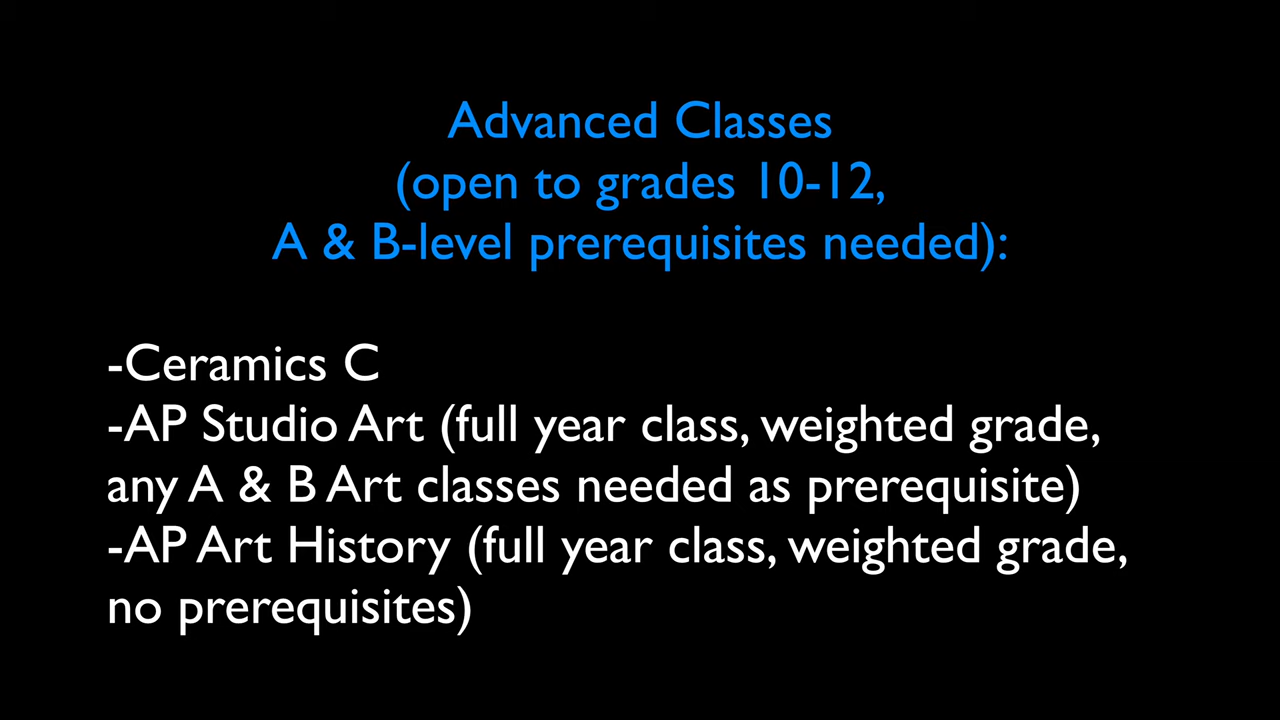 Advanced Classes
(open to grades 10-12,
A & B-level prerequisites needed):
-Ceramics C
-AP Studio Art (full year class, weighted grade,
any A & B Art classes needed as prerequisite)
-AP Art History (full year class, weighted grade,
no prerequisites)